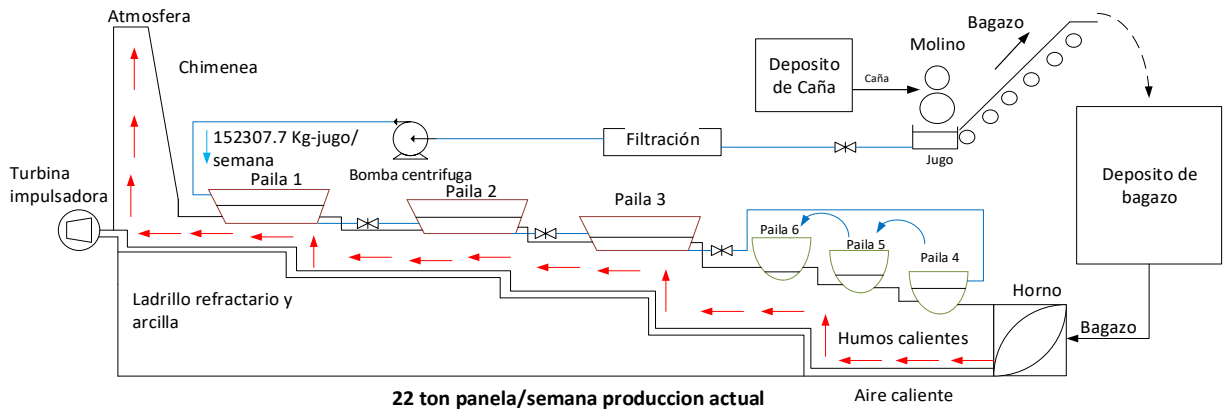 Atmosfera
Chimenea
152307.7 Kg-jugo/
semana
Bomba centrifuga
Filtración
Deposito
de Caña
Caña
Molino
Bagazo
Jugo
Deposito de
bagazo
Turbina
impulsadora
Paila 1
Paila 2
Paila 3
Paila 6
Paila 5
Paila 4
Horno
Bagazo
Ladrillo refractario y
arcilla
Humos calientes
22 ton panela/semana produccion actual
Aire caliente